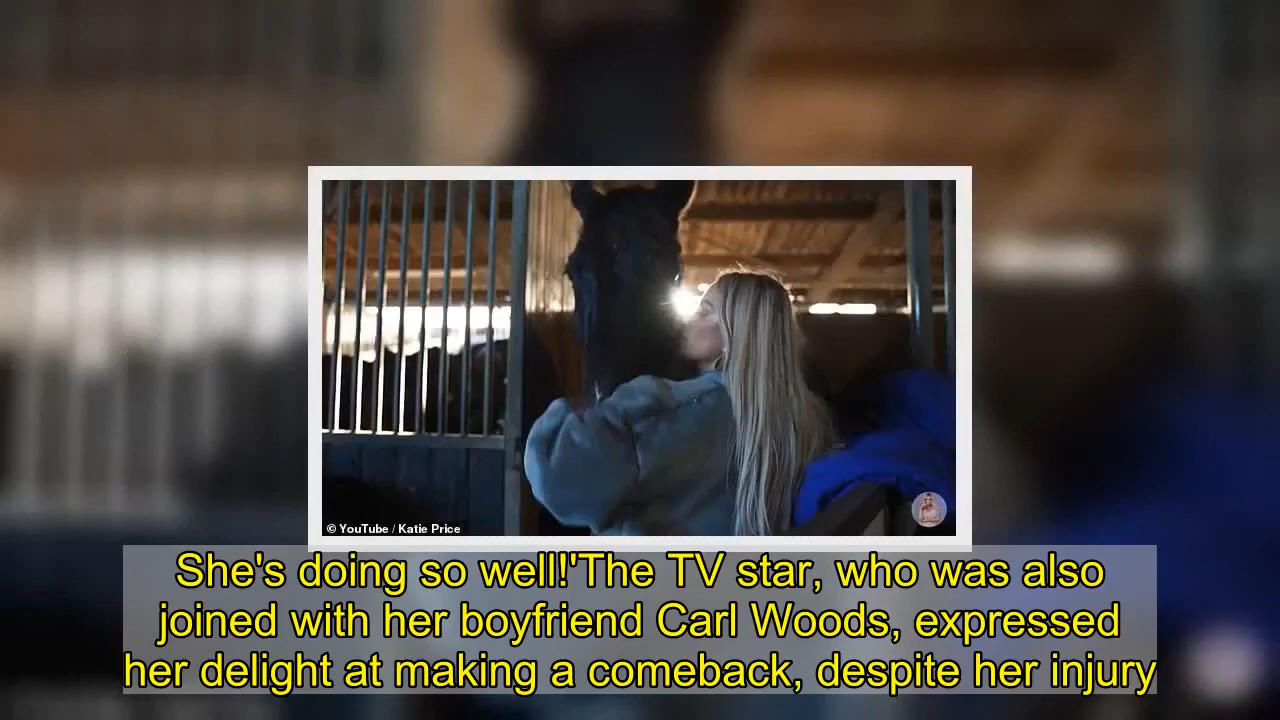 © YouTube / Katie Price
She's doing so well!'The TV star, who was also
joined with her boyfriend Carl Woods, expressed
her delight at making a comeback, despite her injury